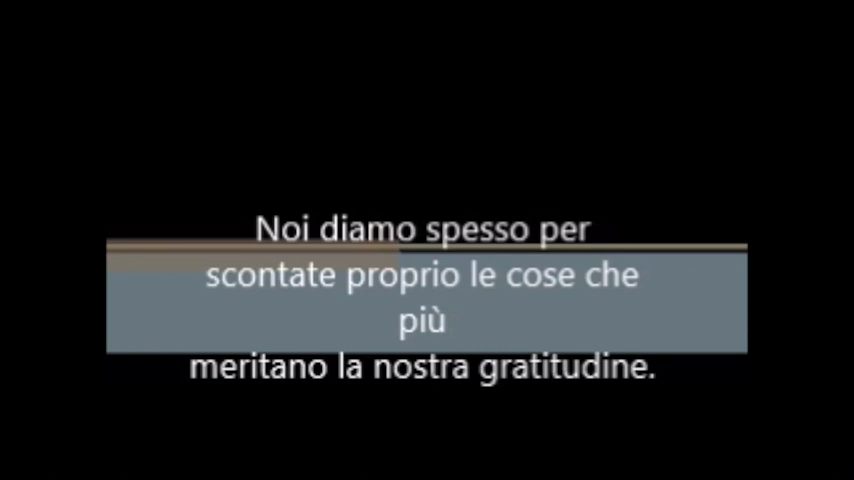 Noi diamo spesso per
scontate proprio le cose che
più
meritano la nostra gratitudine.